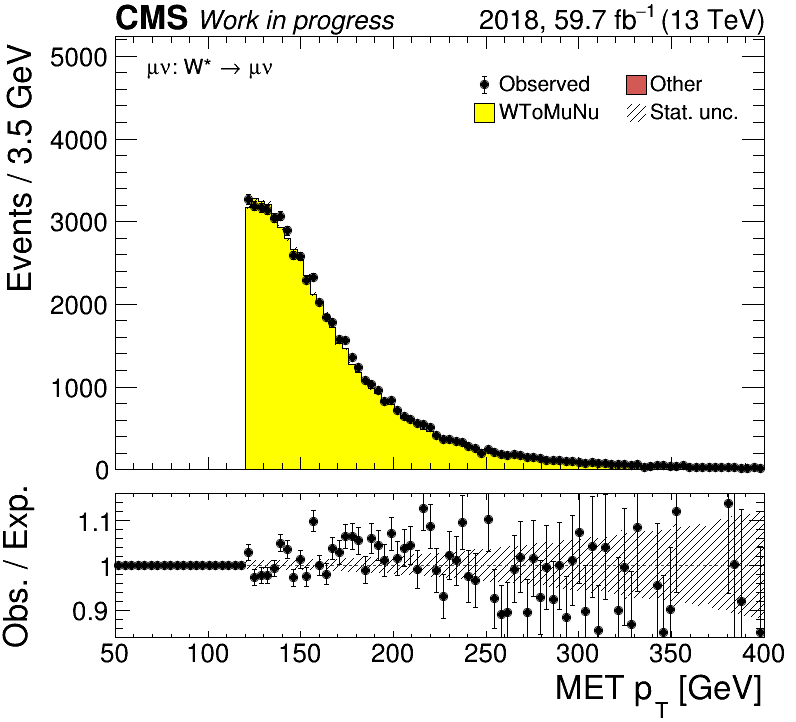 CMS Work in progress 2018, 59.7 fb⁻¹ (13 TeV)
μν: W* → μν
Observed Other
WToMuNu Stat. unc.
Events / 3.5 GeV
5000
4000
3000
2000
1000
0
Obs. / Exp.
1.1
1
0.9
50 100 150 200 250 300 350 400
MET p_T [GeV]